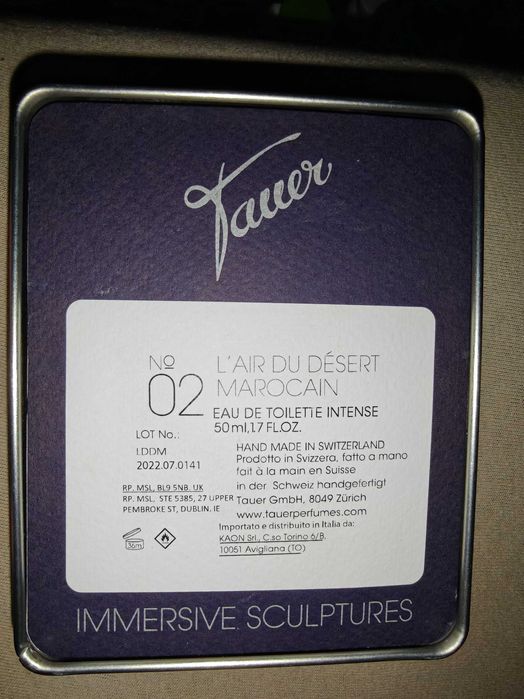 Tauer
Nº
02
L'AIR DU DÉSERT
MAROCAIN
EAU DE TOILETTE INTENSE
50ml,1.7 FL.OZ.
LOT No.:
LDDM
2022.07.0141
HAND MADE IN SWITZERLAND
Prodotto in Svizzera, fatto a mano
fait à la main en Suisse
in der Schweiz handgefertigt
Tauer GmbH, 8049 Zürich
www.tauerperfumes.com
RP. MSL, BL9 5NB. UK
RP. MSL, STE 5385, 27 UPPER
PEMBROKE ST, DUBLIN. IE
Importato e distribuito in Italia da:
KAON Srl., C.so Torino 6/B,
10051 Avigliana (TO)
36m
IMMERSIVE SCULPTURES